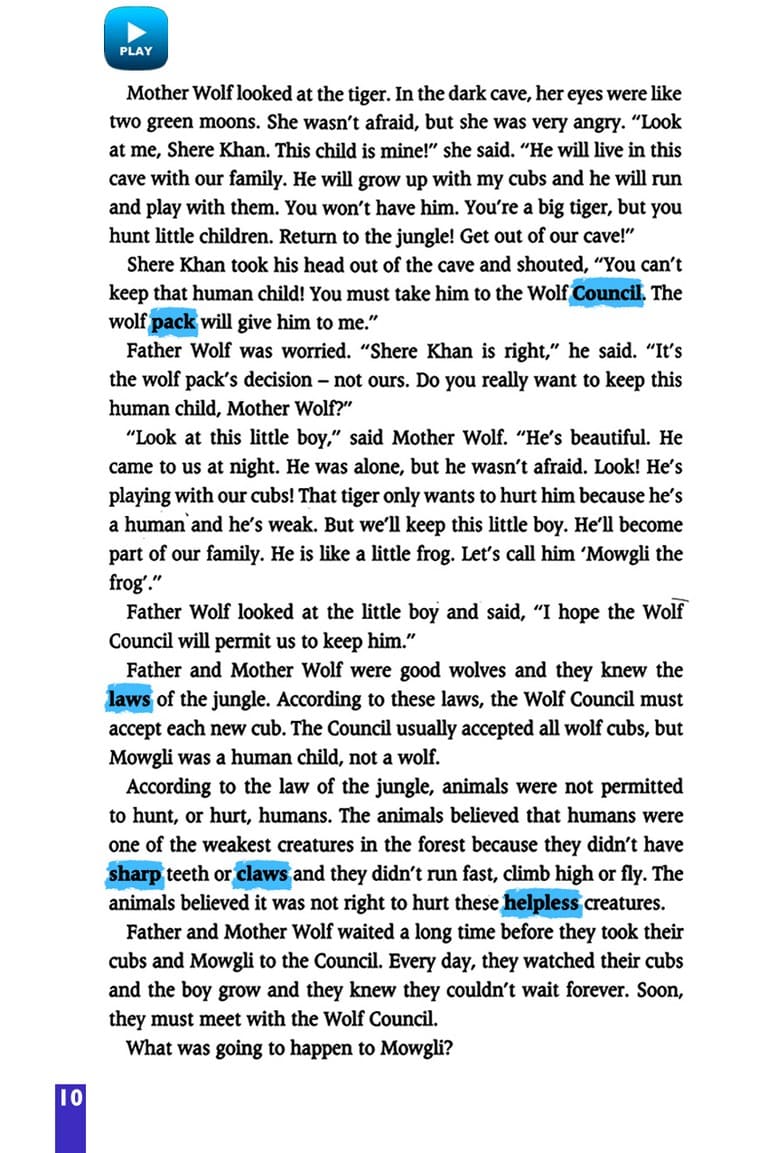 PLAY
Mother Wolf looked at the tiger. In the dark cave, her eyes were like
two green moons. She wasn't afraid, but she was very angry. “Look
at me, Shere Khan. This child is mine!” she said. “He will live in this
cave with our family. He will grow up with my cubs and he will run
and play with them. You won't have him. You're a big tiger, but you
hunt little children. Return to the jungle! Get out of our cave!”
Shere Khan took his head out of the cave and shouted, “You can't
keep that human child! You must take him to the Wolf Council. The
wolf pack will give him to me.”
Father Wolf was worried. “Shere Khan is right,” he said. “It's
the wolf pack's decision – not ours. Do you really want to keep this
human child, Mother Wolf?”
“Look at this little boy,” said Mother Wolf. “He's beautiful. He
came to us at night. He was alone, but he wasn't afraid. Look! He's
playing with our cubs! That tiger only wants to hurt him because he's
a human and he's weak. But we'll keep this little boy. He'll become
part of our family. He is like a little frog. Let's call him ‘Mowgli the
frog’.”
Father Wolf looked at the little boy and said, “I hope the Wolf
Council will permit us to keep him.”
Father and Mother Wolf were good wolves and they knew the
laws of the jungle. According to these laws, the Wolf Council must
accept each new cub. The Council usually accepted all wolf cubs, but
Mowgli was a human child, not a wolf.
According to the law of the jungle, animals were not permitted
to hunt, or hurt, humans. The animals believed that humans were
one of the weakest creatures in the forest because they didn't have
sharp teeth or claws and they didn't run fast, climb high or fly. The
animals believed it was not right to hurt these helpless creatures.
Father and Mother Wolf waited a long time before they took their
cubs and Mowgli to the Council. Every day, they watched their cubs
and the boy grow and they knew they couldn't wait forever. Soon,
they must meet with the Wolf Council.
What was going to happen to Mowgli?
10